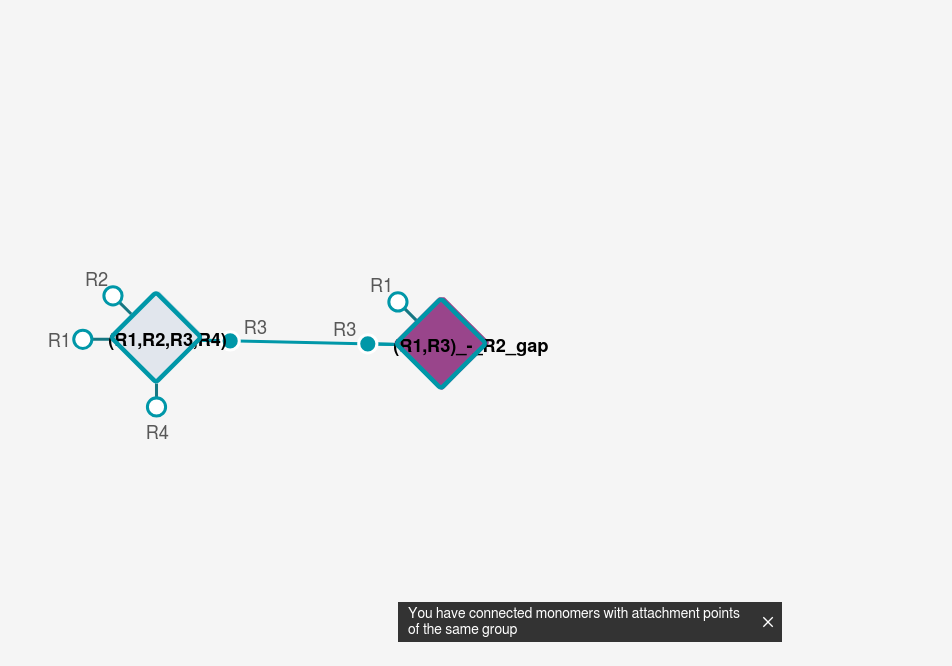 R2
R1
(R1,R2,R3,R4)
R3
R4
R1
R3
(R1,R3)_-_R2_gap
You have connected monomers with attachment points
of the same group